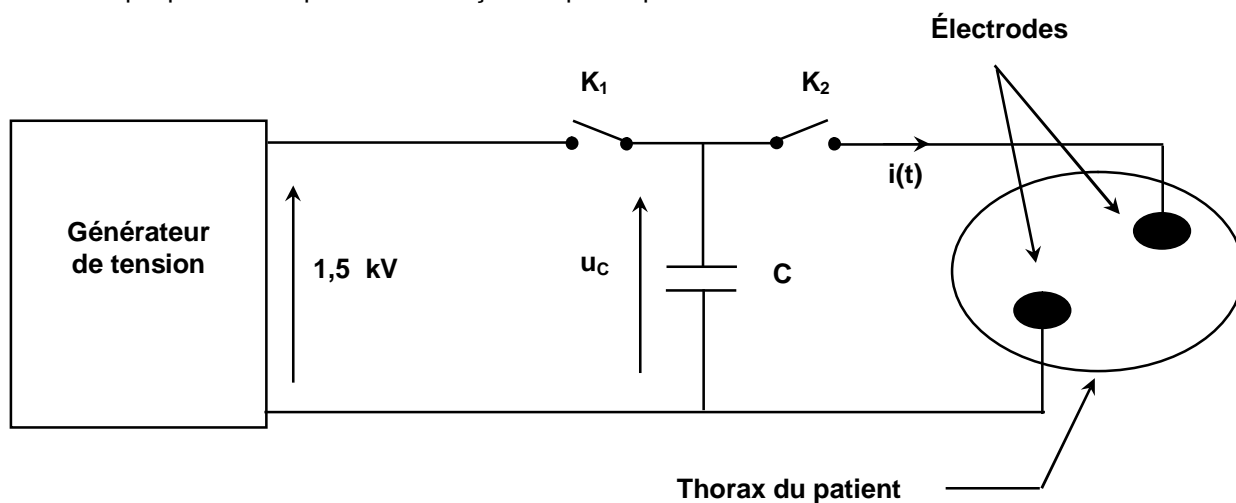 Électrodes
K₁
K₂
i(t)
Générateur
de tension
1,5 kV
u_C
C
Thorax du patient